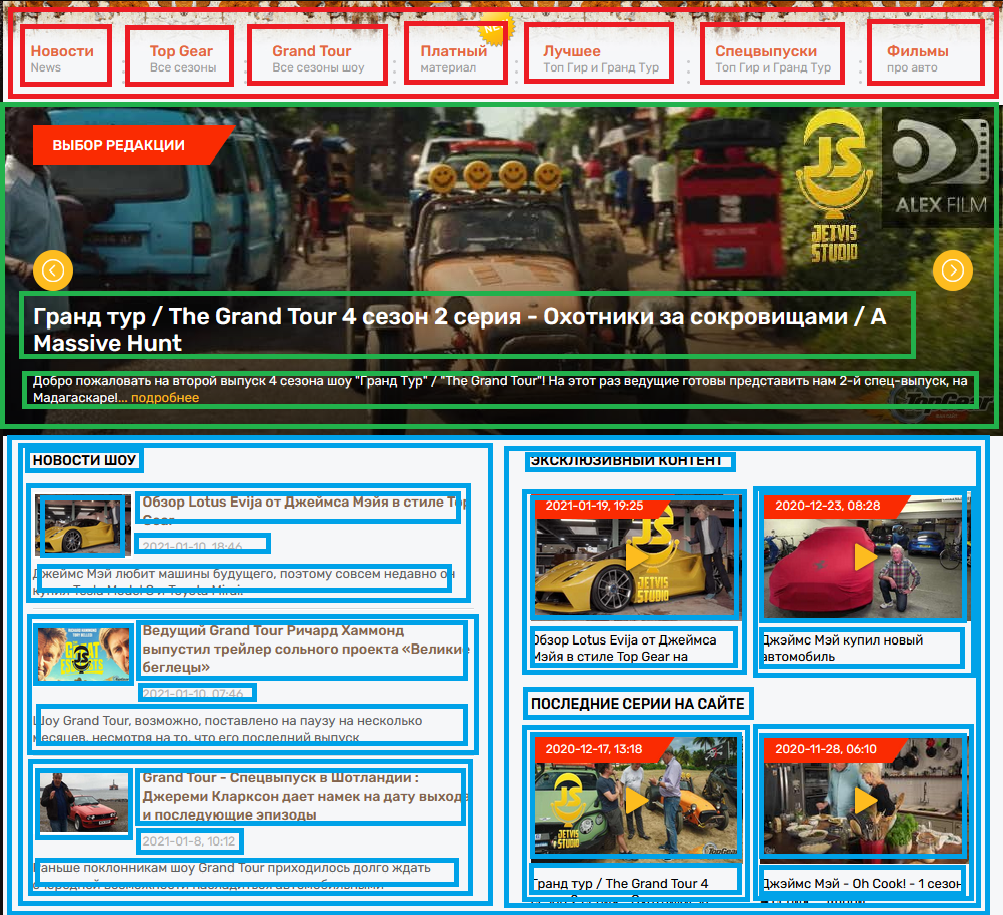 Новости
News
Top Gear
Все сезоны
Grand Tour
Все сезоны шоу
Платный
материал
Лучшее
Топ Гир и Гранд Тур
Спецвыпуски
Топ Гир и Гранд Тур
Фильмы
про авто
ВЫБОР РЕДАКЦИИ
JS
JETVIS
STUDIO
ALEX FILM
Гранд тур / The Grand Tour 4 сезон 2 серия - Охотники за сокровищами / A
Massive Hunt
Добро пожаловать на второй выпуск 4 сезона шоу "Гранд Тур" / "The Grand Tour"! На этот раз ведущие готовы представить нам 2-й спец-выпуск, на
Мадагаскаре!... подробнее
TopGear
НОВОСТИ ШОУ
Обзор Lotus Evija от Джеймса Мэйя в стиле Top
Gear
2021-01-10, 18:46
Джеймс Мэй любит машины будущего, поэтому совсем недавно он
купил Tesla Model S и Toyota Mirai.
Ведущий Grand Tour Ричард Хаммонд
выпустил трейлер сольного проекта «Великие
беглецы»
2021-01-10, 07:46
Шоу Grand Tour, возможно, поставлено на паузу на несколько
месяцев, несмотря на то, что его последний выпуск
Grand Tour - Спецвыпуск в Шотландии :
Джереми Кларксон дает намек на дату выхода
и последующие эпизоды
2021-01-8, 10:12
Раньше поклонникам шоу Grand Tour приходилось долго ждать
очередной возможности насладиться автомобильными
ЭКСКЛЮЗИВНЫЙ КОНТЕНТ
2021-01-19, 19:25
JS
JETVIS
STUDIO
Обзор Lotus Evija от Джеймса
Мэйя в стиле Top Gear на
2020-12-23, 08:28
Джэймс Мэй купил новый
автомобиль
ПОСЛЕДНИЕ СЕРИИ НА САЙТЕ
2020-12-17, 13:18
JS
JETVIS
STUDIO
TopGear
Гранд тур / The Grand Tour 4
2020-11-28, 06:10
Джэймс Мэй - Oh Cook! - 1 сезон